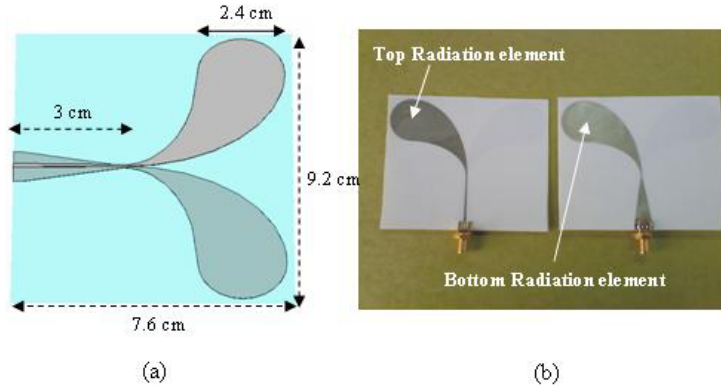 2.4 cm
3 cm
9.2 cm
7.6 cm
(a)
Top Radiation element
Bottom Radiation element
(b)